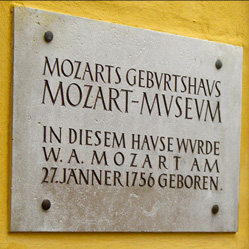 MOZARTS GEBVRTSHAVS
MOZART-MVSEVM
IN DIESEM HAVSE WVRDE
W. A. MOZART AM
27. JÄNNER 1756 GEBOREN.